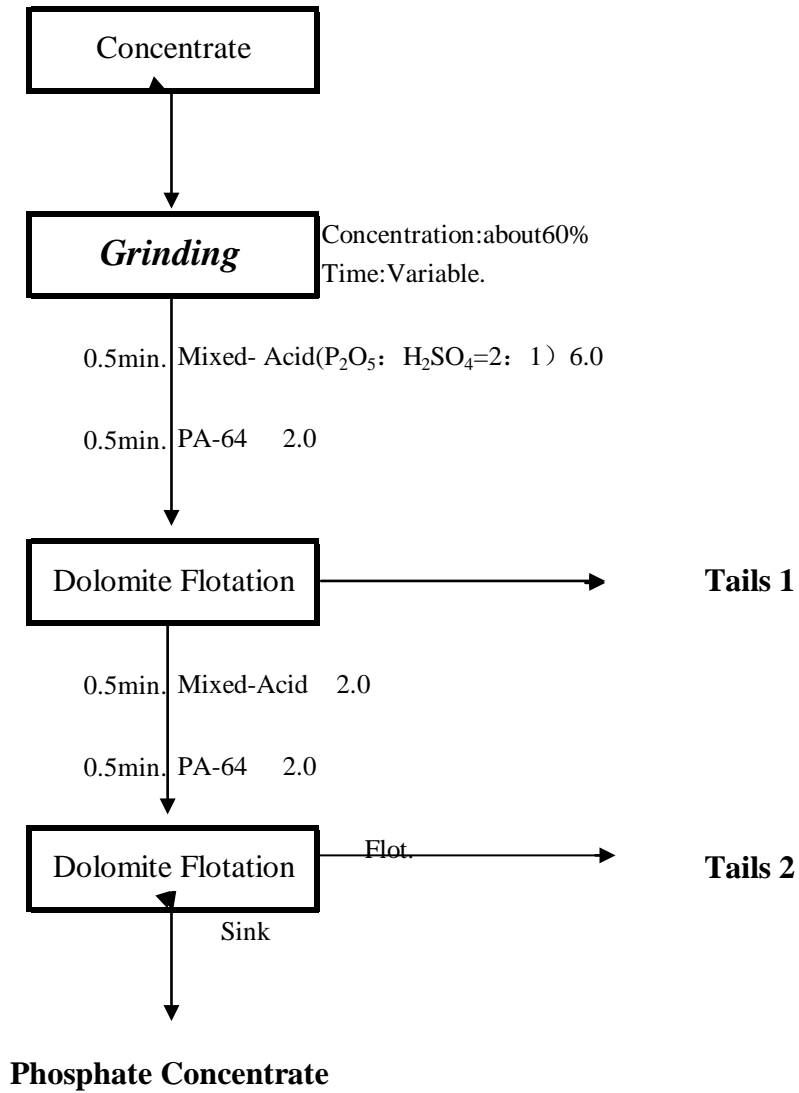 Concentrate
Grinding
Concentration:about60%
Time:Variable.
0.5min. Mixed- Acid(P₂O₅： H₂SO₄=2： 1）6.0
0.5min. PA-64 2.0
Dolomite Flotation
Tails 1
0.5min. Mixed-Acid 2.0
0.5min. PA-64 2.0
Dolomite Flotation
Flot.
Tails 2
Sink
Phosphate Concentrate